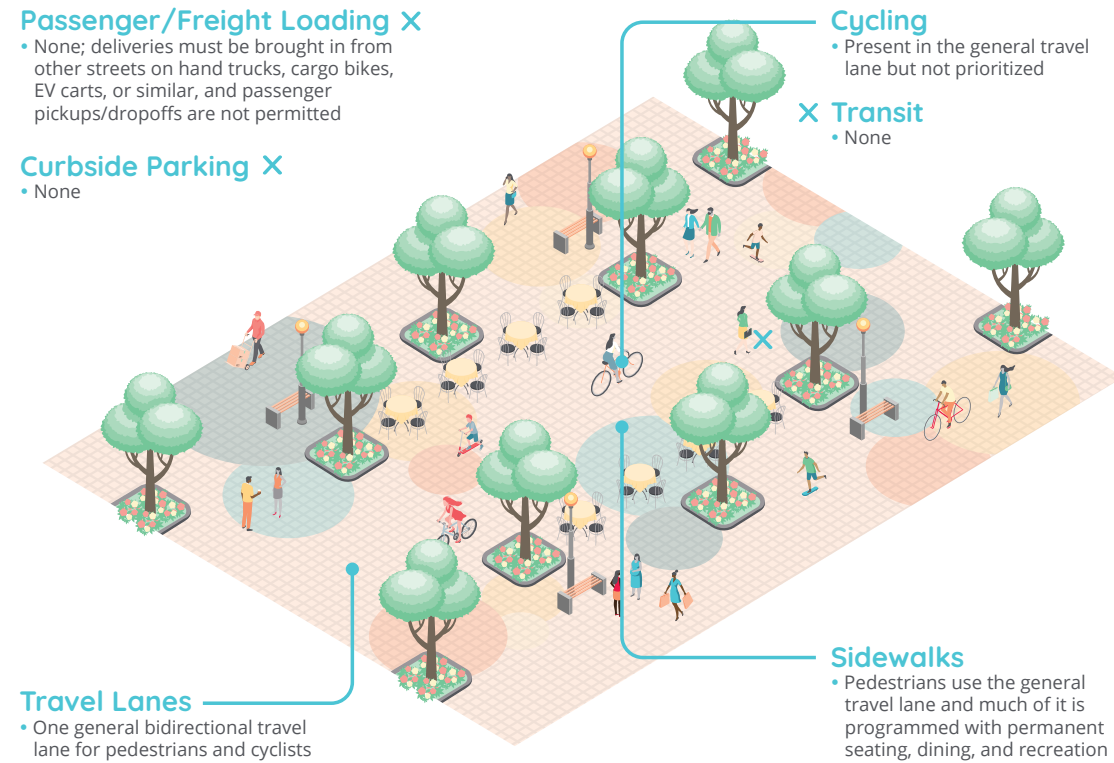 Passenger/Freight Loading ×
• None; deliveries must be brought in from
other streets on hand trucks, cargo bikes,
EV carts, or similar, and passenger
pickups/dropoffs are not permitted
Curbside Parking ×
• None
Cycling
• Present in the general travel
lane but not prioritized
× Transit
• None
Travel Lanes
• One general bidirectional travel
lane for pedestrians and cyclists
Sidewalks
• Pedestrians use the general
travel lane and much of it is
programmed with permanent
seating, dining, and recreation